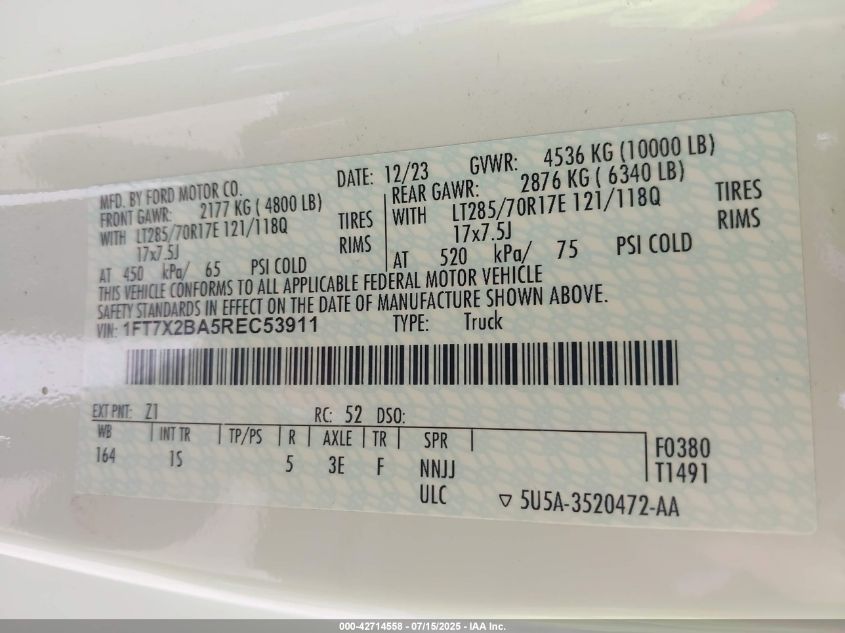 MFD. BY FORD MOTOR CO. DATE: 12/23 GVWR: 4536 KG (10000 LB)
FRONT GAWR: 2177 KG ( 4800 LB) REAR GAWR: 2876 KG ( 6340 LB)
WITH LT285/70R17E 121/118Q TIRES WITH LT285/70R17E 121/118Q TIRES
17x7.5J RIMS 17x7.5J RIMS
AT 450 kPa/ 65 PSI COLD AT 520 kPa/ 75 PSI COLD
THIS VEHICLE CONFORMS TO ALL APPLICABLE FEDERAL MOTOR VEHICLE
SAFETY STANDARDS IN EFFECT ON THE DATE OF MANUFACTURE SHOWN ABOVE.
VIN: 1FT7X2BA5REC53911 TYPE: Truck
EXT PNT: Z1 RC: 52 DSO:
WB INT TR TP/PS R AXLE TR SPR F0380
164 1S 5 3E F NNJJ T1491
ULC ▽ 5U5A-3520472-AA
000-42714558 - 07/15/2025 - IAA Inc.